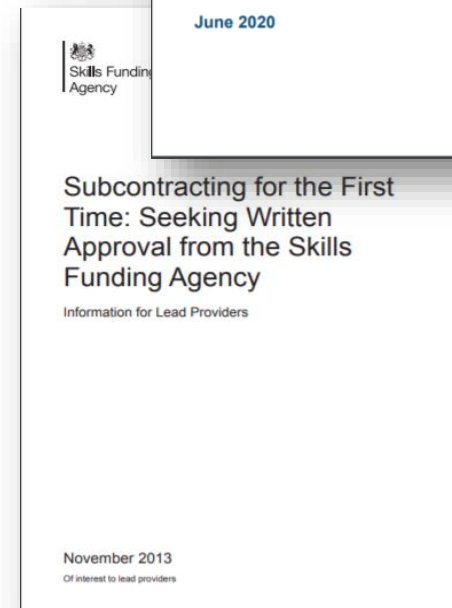 June 2020
Skills Funding
Agency
Subcontracting for the First
Time: Seeking Written
Approval from the Skills
Funding Agency
Information for Lead Providers
November 2013
Of interest to lead providers